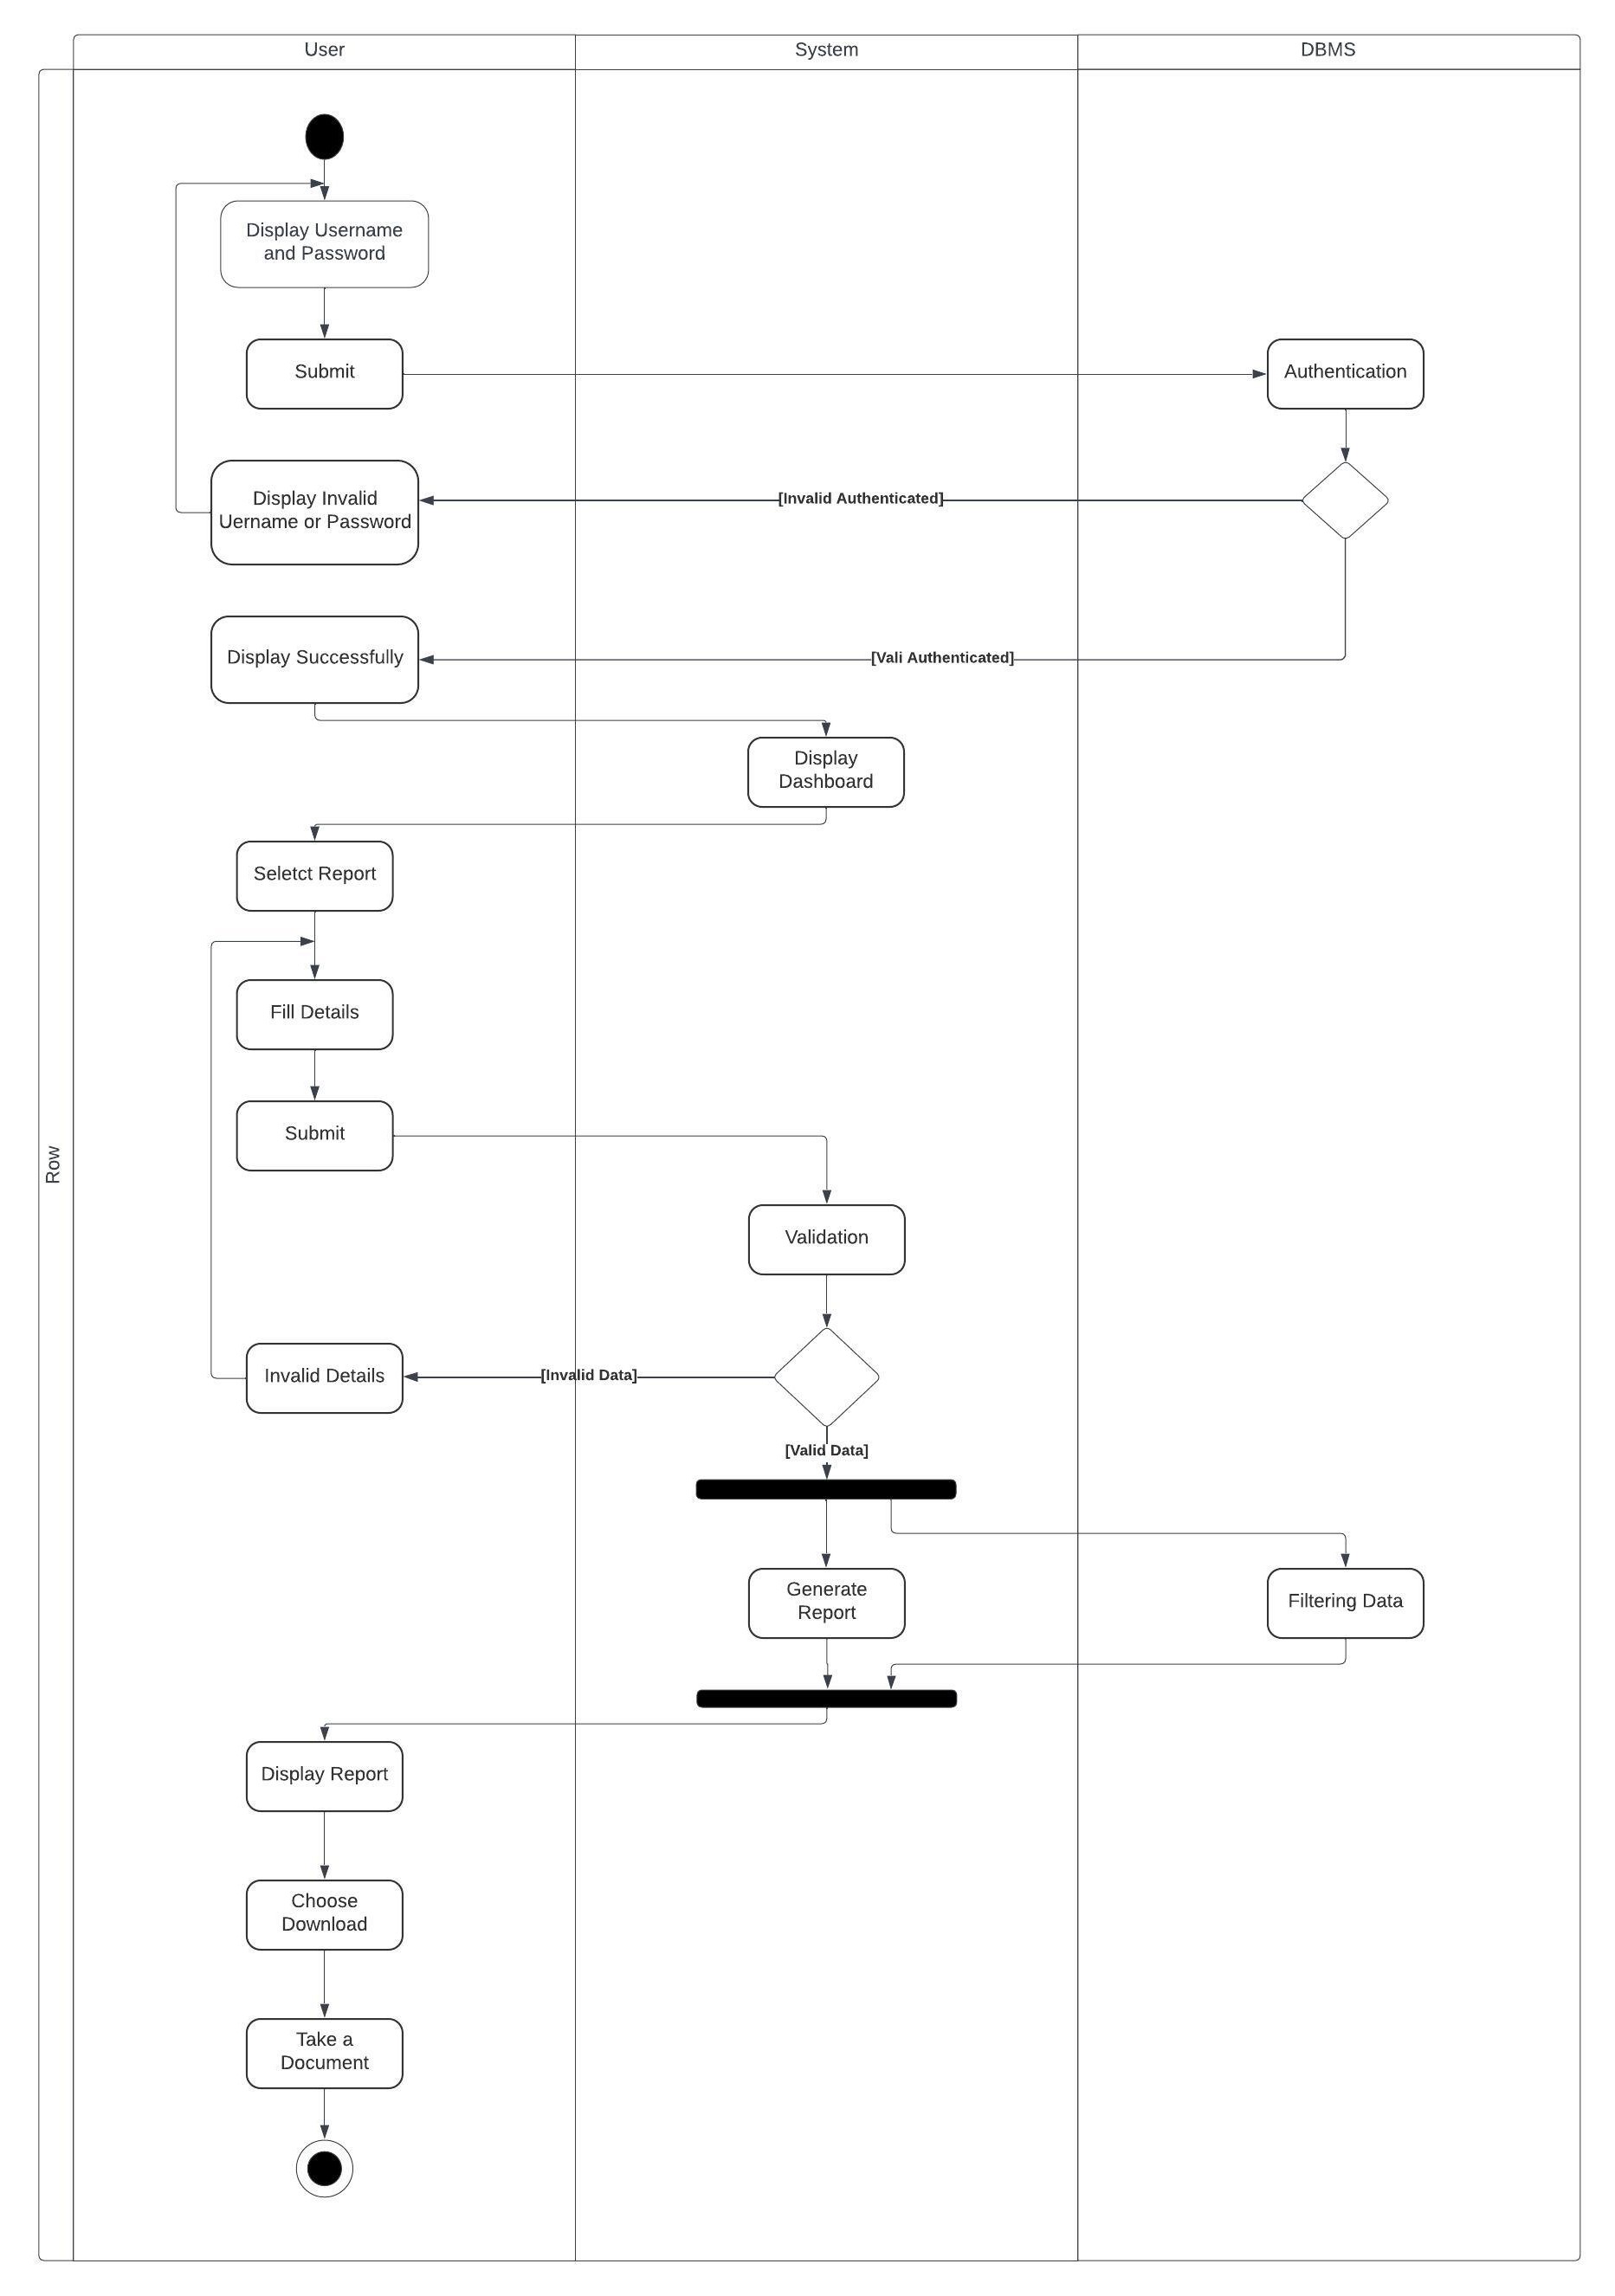 User
System
DBMS
Display Username
and Password
Submit
Authentication
Display Invalid
Uername or Password
[Invalid Authenticated]
Display Successfully
[Vali Authenticated]
Display
Dashboard
Seletct Report
Fill Details
Submit
Row
Validation
Invalid Details
[Invalid Data]
[Valid Data]
Generate
Report
Filtering Data
Display Report
Choose
Download
Take a
Document